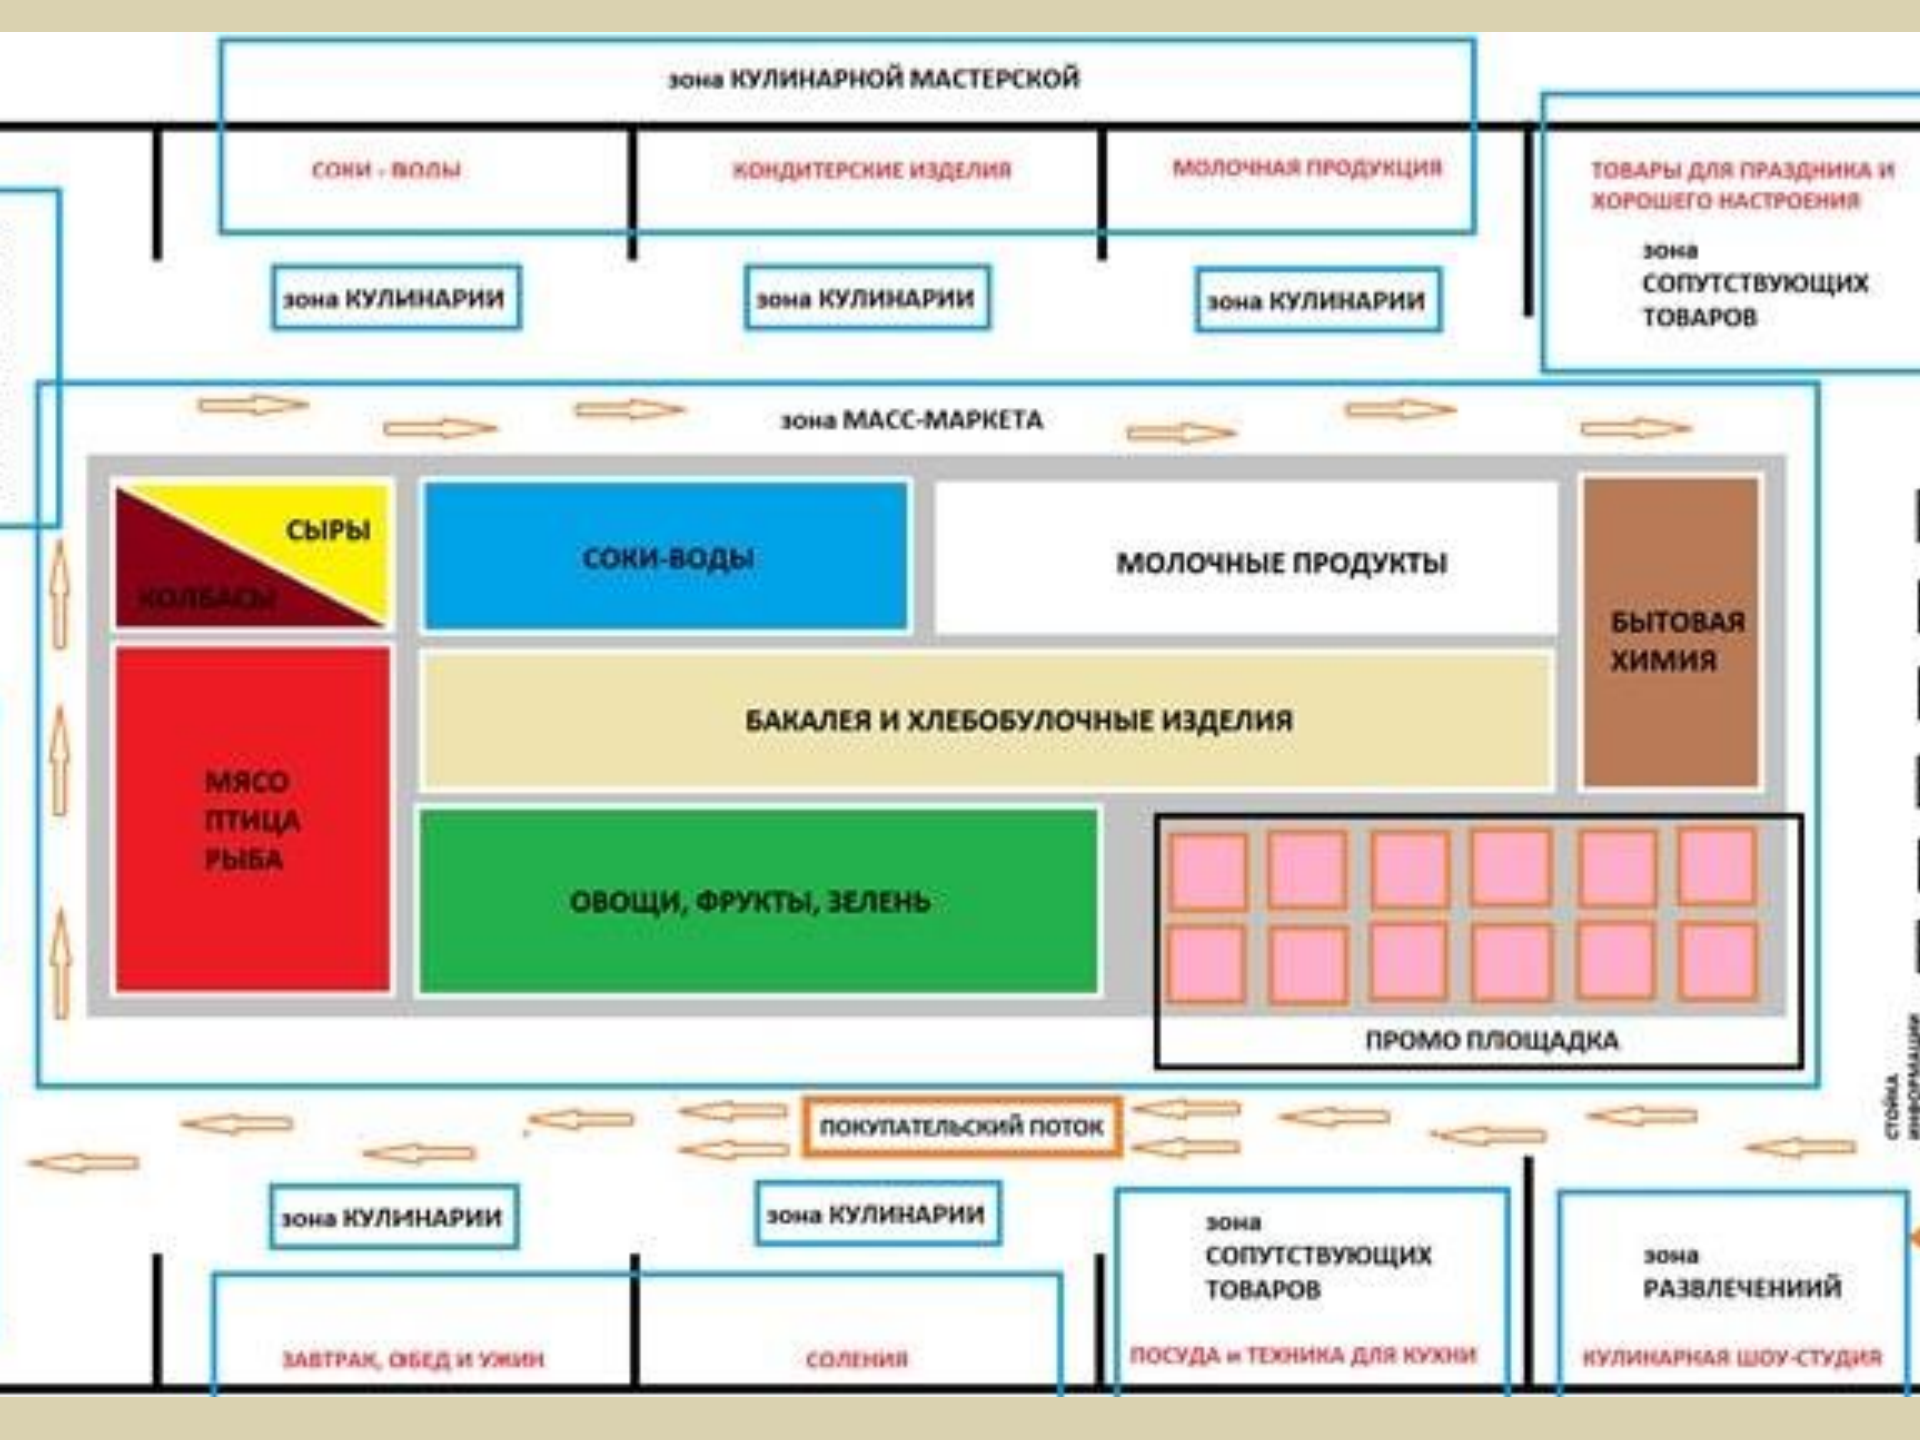 зона КУЛИНАРНОЙ МАСТЕРСКОЙ
СОКИ - ВОДЫ
КОНДИТЕРСКИЕ ИЗДЕЛИЯ
МОЛОЧНАЯ ПРОДУКЦИЯ
ТОВАРЫ ДЛЯ ПРАЗДНИКА И
ХОРОШЕГО НАСТРОЕНИЯ
зона
СОПУТСТВУЮЩИХ
ТОВАРОВ
зона КУЛИНАРИИ
зона КУЛИНАРИИ
зона КУЛИНАРИИ
зона МАСС-МАРКЕТА
СЫРЫ
КОЛБАСЫ
СОКИ-ВОДЫ
МОЛОЧНЫЕ ПРОДУКТЫ
БЫТОВАЯ
ХИМИЯ
БАКАЛЕЯ И ХЛЕБОБУЛОЧНЫЕ ИЗДЕЛИЯ
МЯСО
ПТИЦА
РЫБА
ОВОЩИ, ФРУКТЫ, ЗЕЛЕНЬ
ПРОМО ПЛОЩАДКА
СТОЙКА
ИНФОРМАЦИИ
ПОКУПАТЕЛЬСКИЙ ПОТОК
зона КУЛИНАРИИ
зона КУЛИНАРИИ
зона
СОПУТСТВУЮЩИХ
ТОВАРОВ
зона
РАЗВЛЕЧЕНИИЙ
ЗАВТРАК, ОБЕД И УЖИН
СОЛЕНИЯ
ПОСУДА и ТЕХНИКА ДЛЯ КУХНИ
КУЛИНАРНАЯ ШОУ-СТУДИЯ